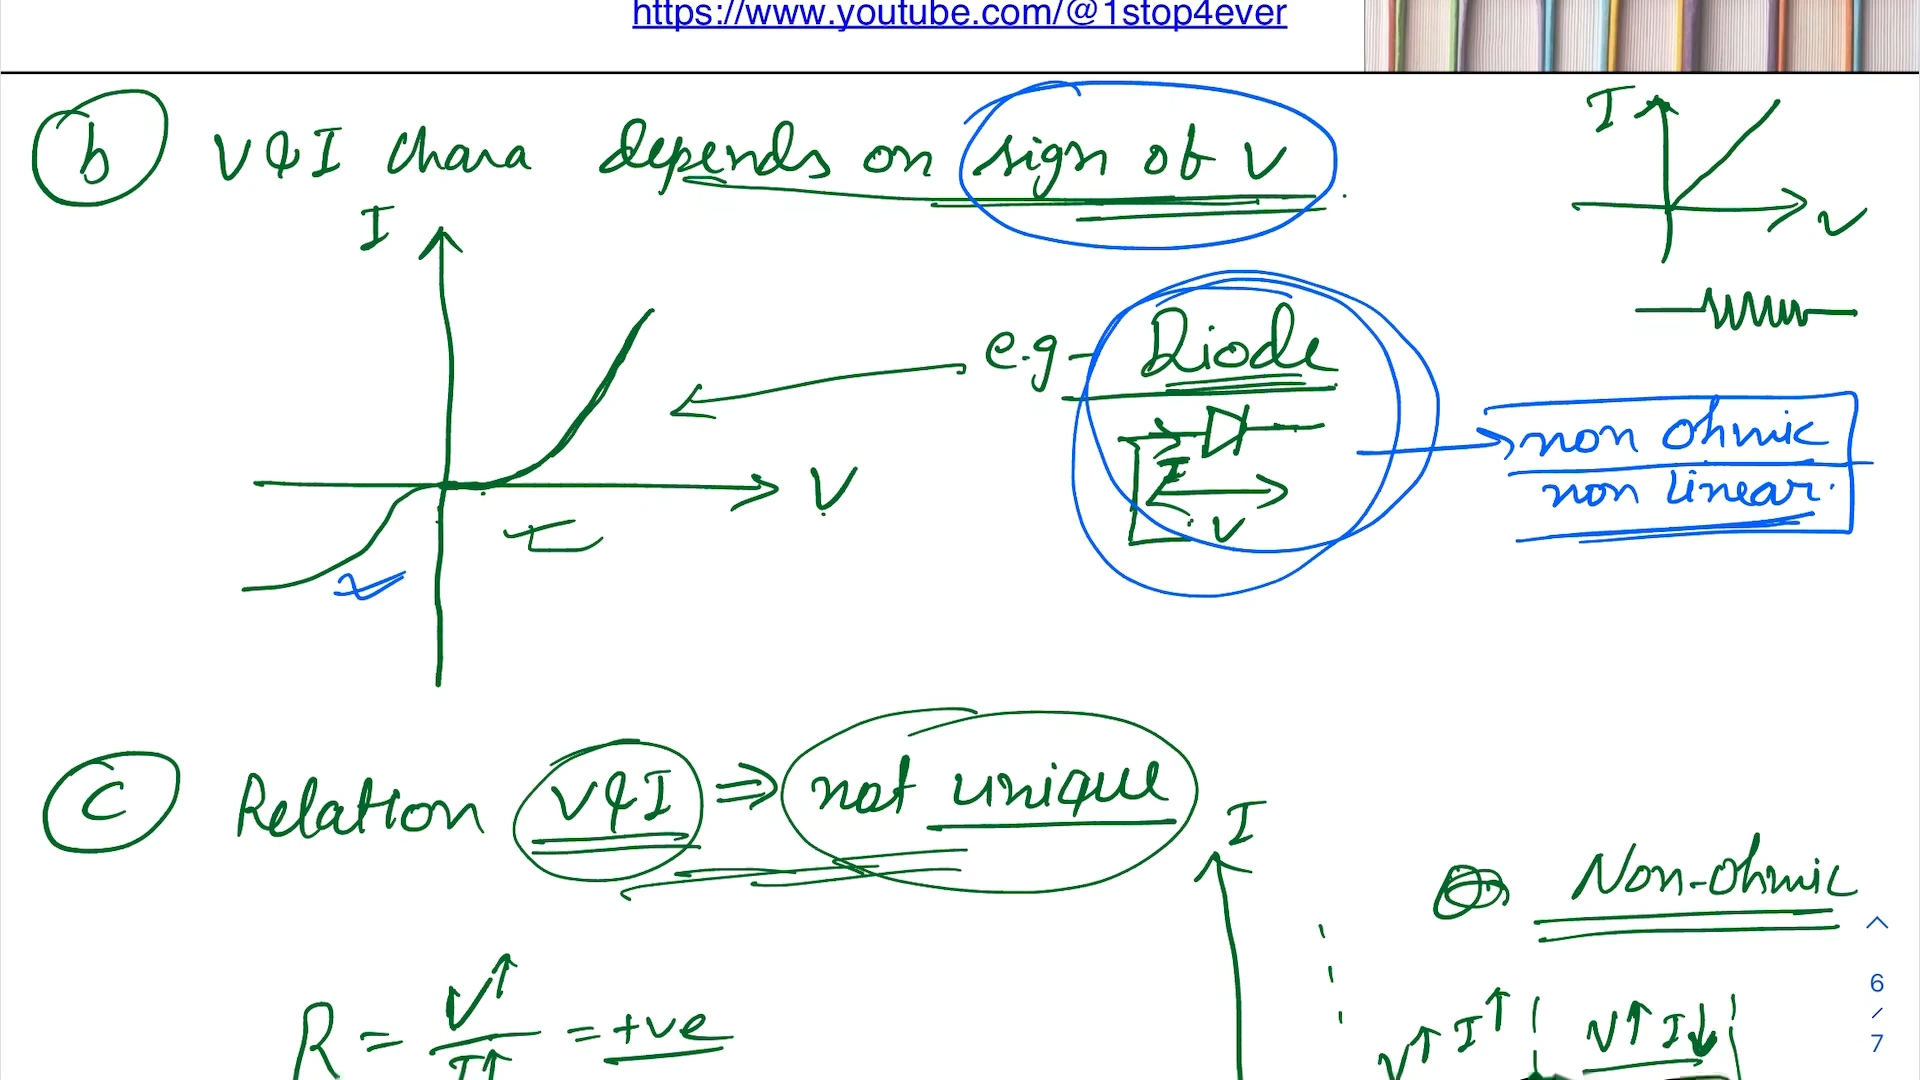 https://www.youtube.com/@1stop4ever
b V & I chara depends on sign of V
I
I
V
e.g - Diode
I
V
V
non ohmic
non linear.
c Relation V & I ⇒ not unique
I
Non-ohmic
R = V↑ / I↑ = +ve
V↑ I↑ V↑ I↓
6
/
7